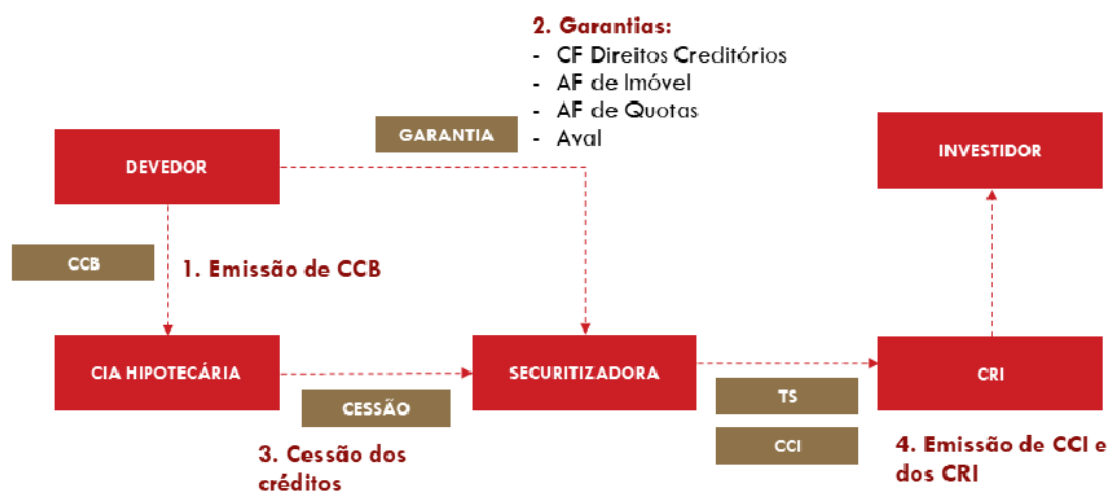 2. Garantias:
- CF Direitos Creditórios
- AF de Imóvel
- AF de Quotas
- Aval
GARANTIA
DEVEDOR
INVESTIDOR
CCB
1. Emissão de CCB
CIA HIPOTECÁRIA
SECURITIZADORA
CRI
CESSÃO
TS
CCI
3. Cessão dos
créditos
4. Emissão de CCI e
dos CRI